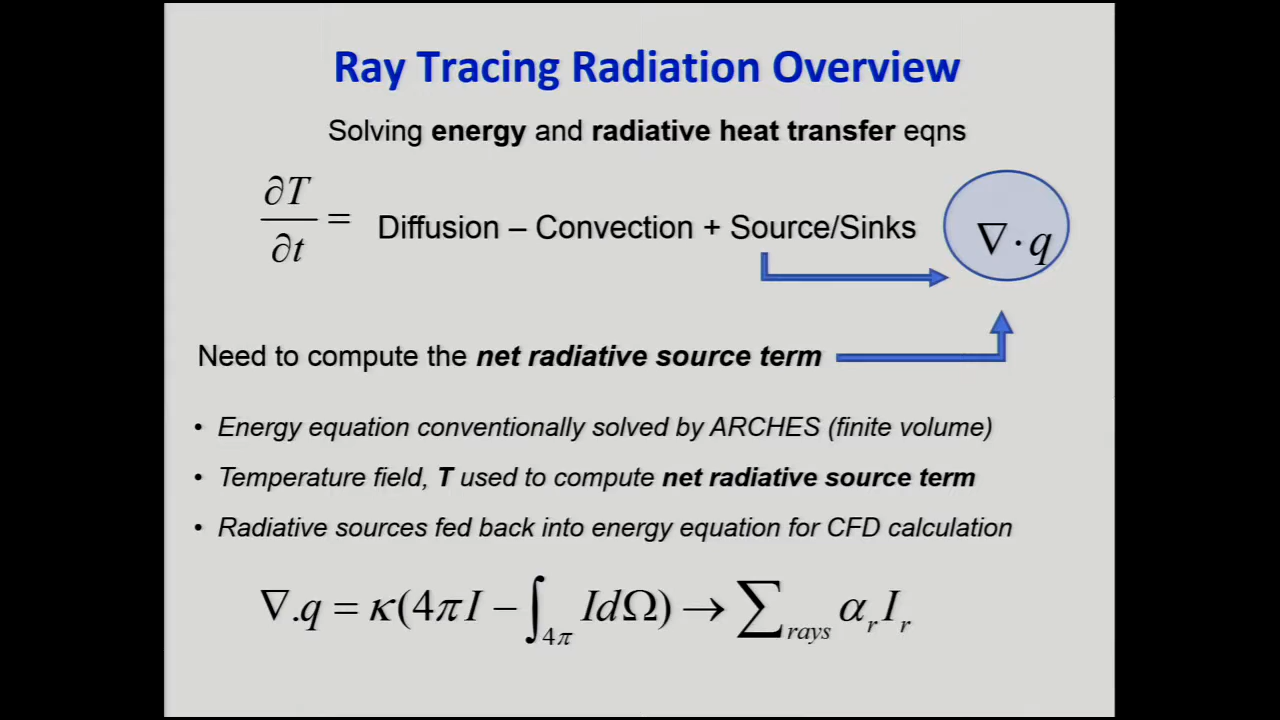 Ray Tracing Radiation Overview
Solving energy and radiative heat transfer eqns
∂T/∂t = Diffusion – Convection + Source/Sinks ∇·q
Need to compute the net radiative source term
• Energy equation conventionally solved by ARCHES (finite volume)
• Temperature field, T used to compute net radiative source term
• Radiative sources fed back into energy equation for CFD calculation
∇.q = κ(4πI − ∫_{4π} IdΩ) → ∑_{rays} α_r I_r